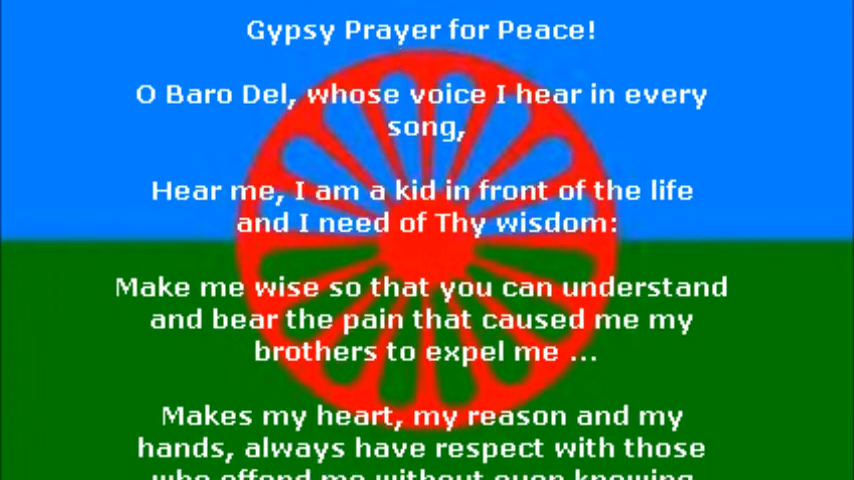 Gypsy Prayer for Peace!
O Baro Del, whose voice I hear in every
song,
Hear me, I am a kid in front of the life
and I need of Thy wisdom:
Make me wise so that you can understand
and bear the pain that caused me my
brothers to expel me ...
Makes my heart, my reason and my
hands, always have respect with those
who offend me without even knowing